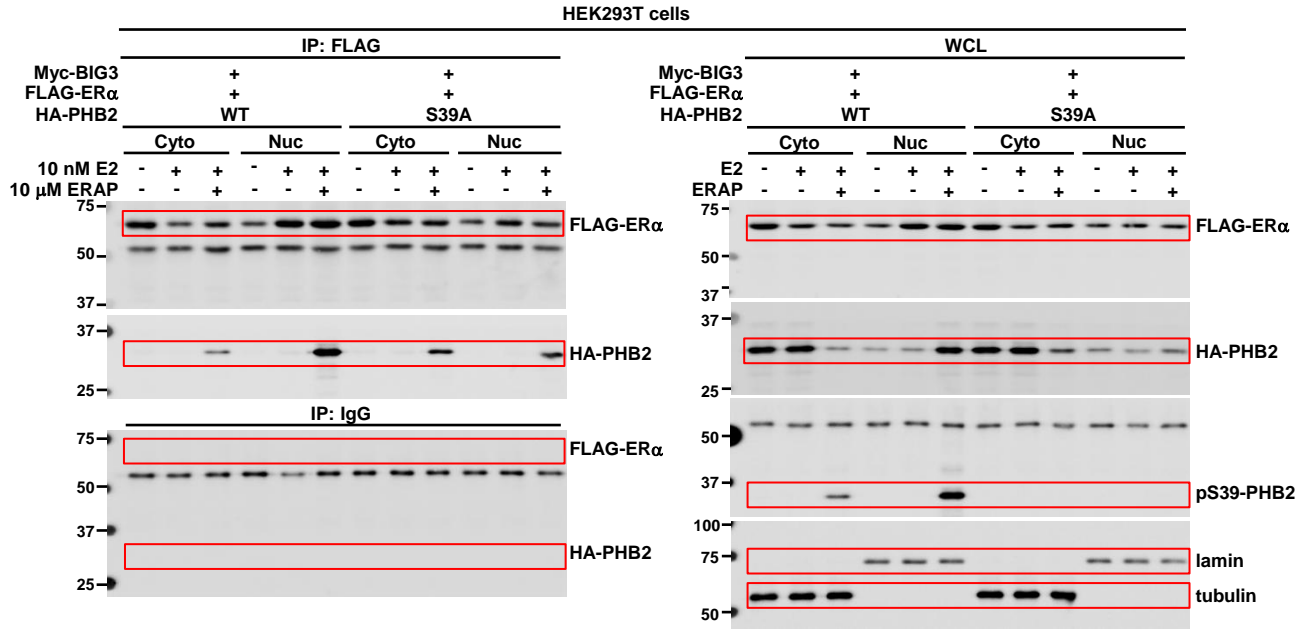 HEK293T cells
IP: FLAG
Myc-BIG3 + +
FLAG-ERα + +
HA-PHB2 WT S39A
Cyto Nuc Cyto Nuc
10 nM E2 - + + - + + - + + - + +
10 μM ERAP - - + - - + - - + - - +
75
50
37
FLAG-ERα
37
25
HA-PHB2
IP: IgG
75
50
37
25
FLAG-ERα
HA-PHB2
WCL
Myc-BIG3 + +
FLAG-ERα + +
HA-PHB2 WT S39A
Cyto Nuc Cyto Nuc
E2 - + + - + + - + + - + +
ERAP - - + - - + - - + - - +
75
50
37
FLAG-ERα
37
25
HA-PHB2
50
37
pS39-PHB2
100
75
50
lamin
tubulin